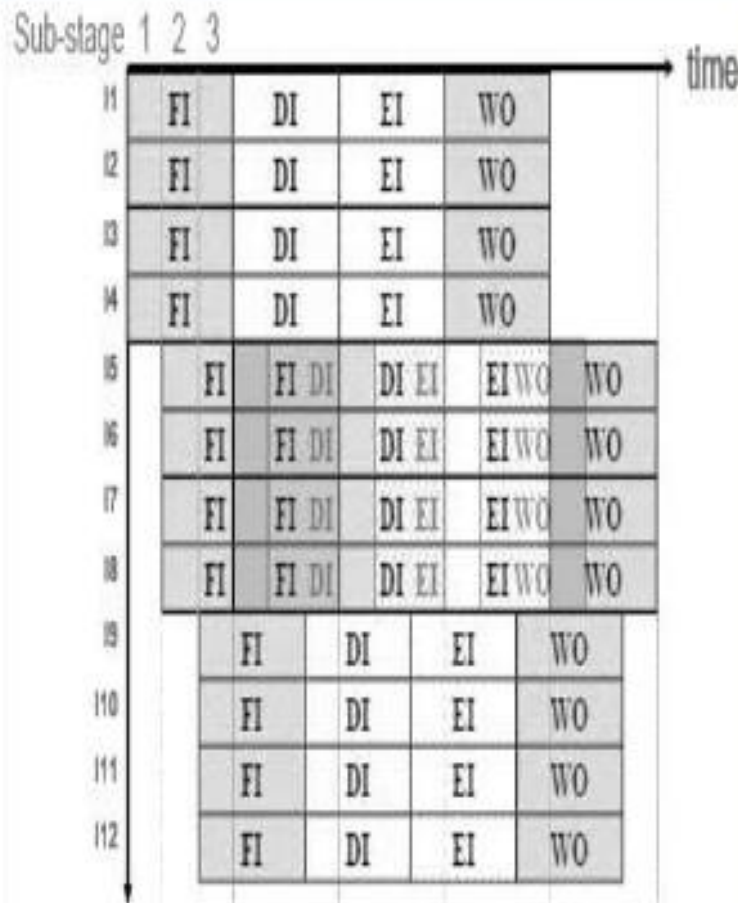 Sub-stage 1 2 3
time
I1 FI DI EI WO
I2 FI DI EI WO
I3 FI DI EI WO
I4 FI DI EI WO
I5 FI FI DI DI EI EI WO WO
I6 FI FI DI DI EI EI WO WO
I7 FI FI DI DI EI EI WO WO
I8 FI FI DI DI EI EI WO WO
I9 FI DI EI WO
I10 FI DI EI WO
I11 FI DI EI WO
I12 FI DI EI WO